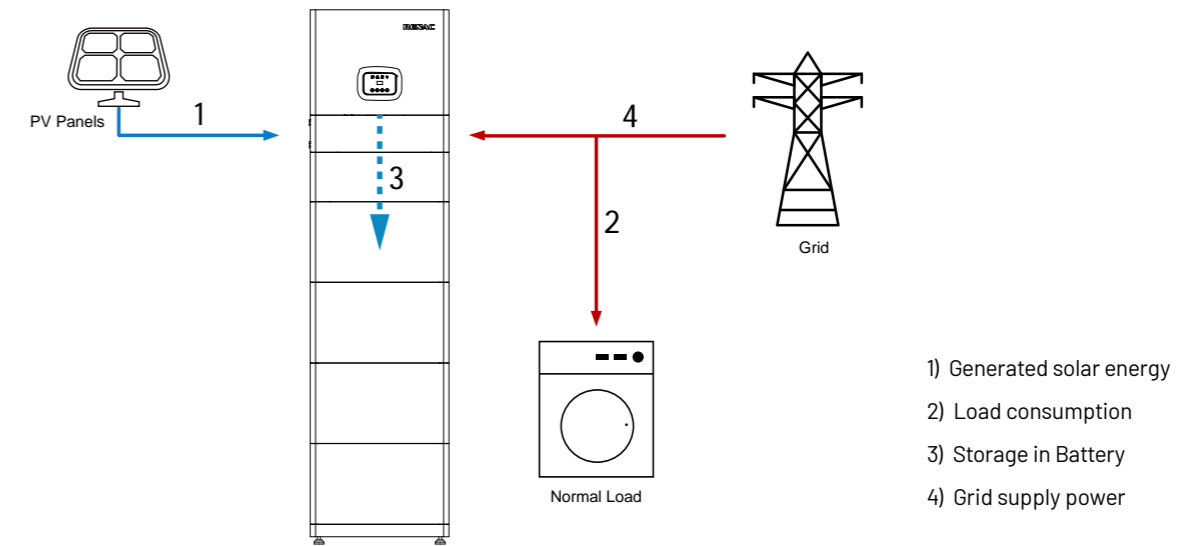 RENAC
PV Panels
1
3
4
2
Grid
Normal Load
1) Generated solar energy
2) Load consumption
3) Storage in Battery
4) Grid supply power